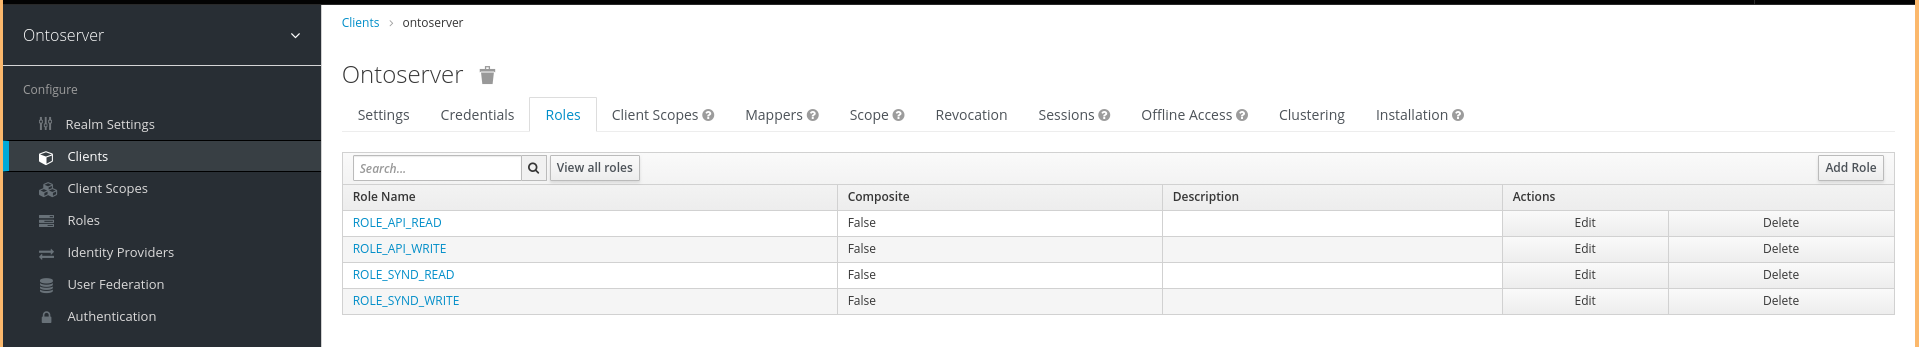 Ontoserver
Configure
Realm Settings
Clients
Client Scopes
Roles
Identity Providers
User Federation
Authentication
Clients > ontoserver
Ontoserver
Settings Credentials Roles Client Scopes ? Mappers ? Scope ? Revocation Sessions ? Offline Access ? Clustering Installation ?
Search... View all roles Add Role
Role Name Composite Description Actions
ROLE_API_READ False Edit Delete
ROLE_API_WRITE False Edit Delete
ROLE_SYND_READ False Edit Delete
ROLE_SYND_WRITE False Edit Delete